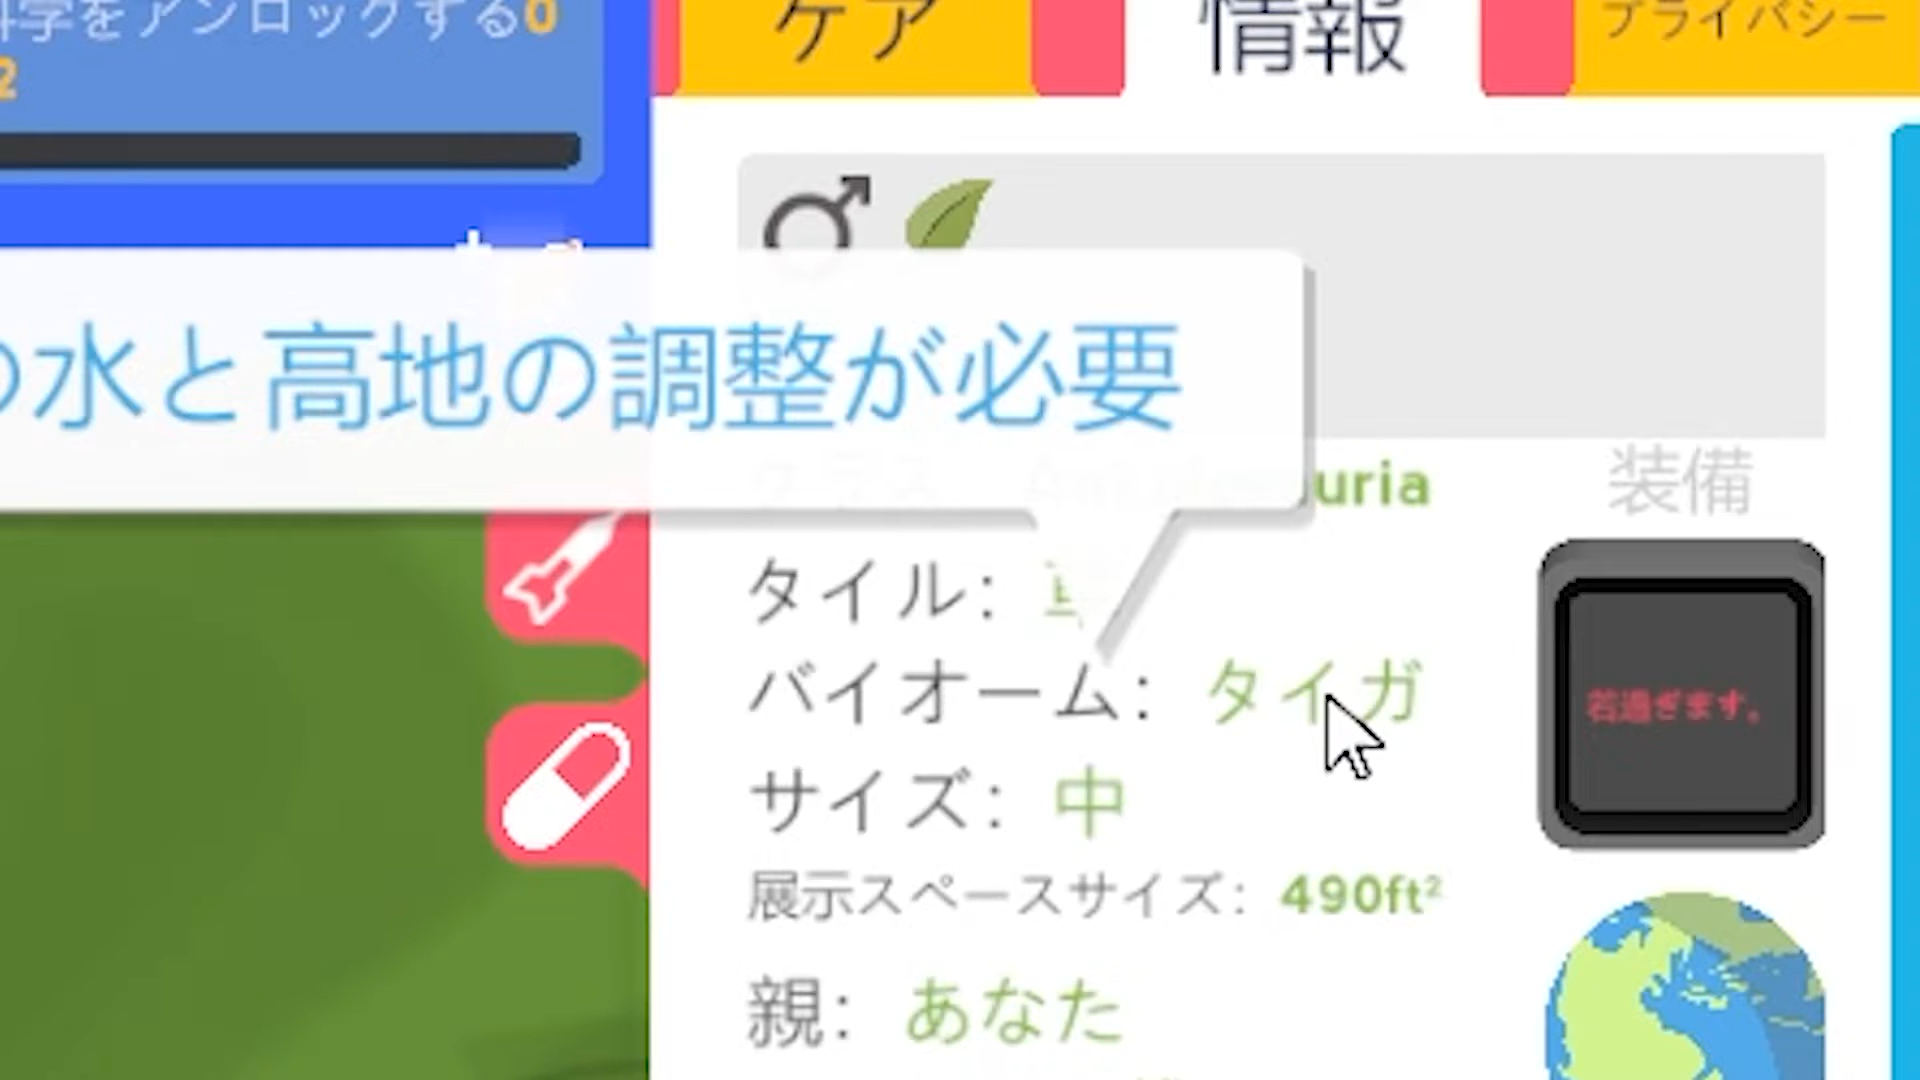 科学をアンロックする0
2
ケア
情報
プライバシー
の水と高地の調整が必要
uria
装備
タイル:
バイオーム: タイガ
若過ぎます。
サイズ: 中
展示スペースサイズ: 490ft²
親: あなた